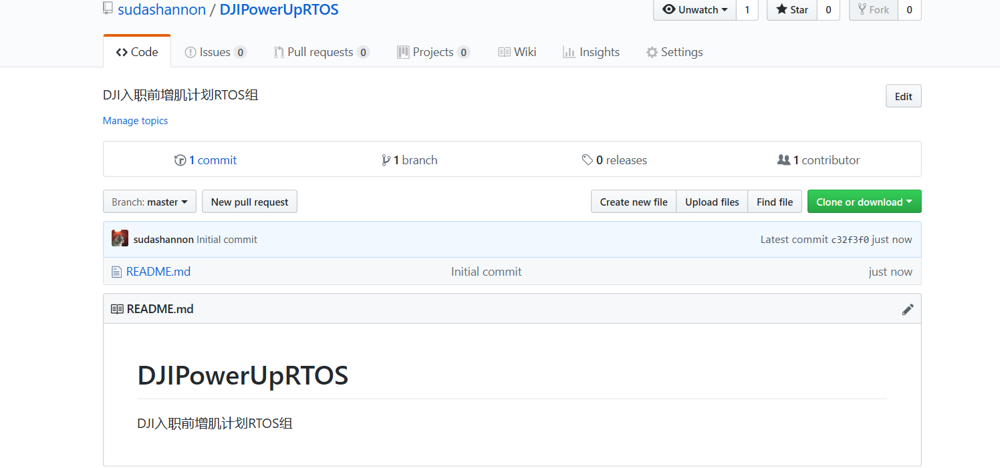 sudashannon / DJIPowerUpRTOS Unwatch 1 Star 0 Fork 0
Code Issues 0 Pull requests 0 Projects 0 Wiki Insights Settings
DJI入职前增肌计划RTOS组 Edit
Manage topics
1 commit 1 branch 0 releases 1 contributor
Branch: master New pull request Create new file Upload files Find file Clone or download
sudashannon Initial commit Latest commit c32f3f0 just now
README.md Initial commit just now
README.md
DJIPowerUpRTOS
DJI入职前增肌计划RTOS组